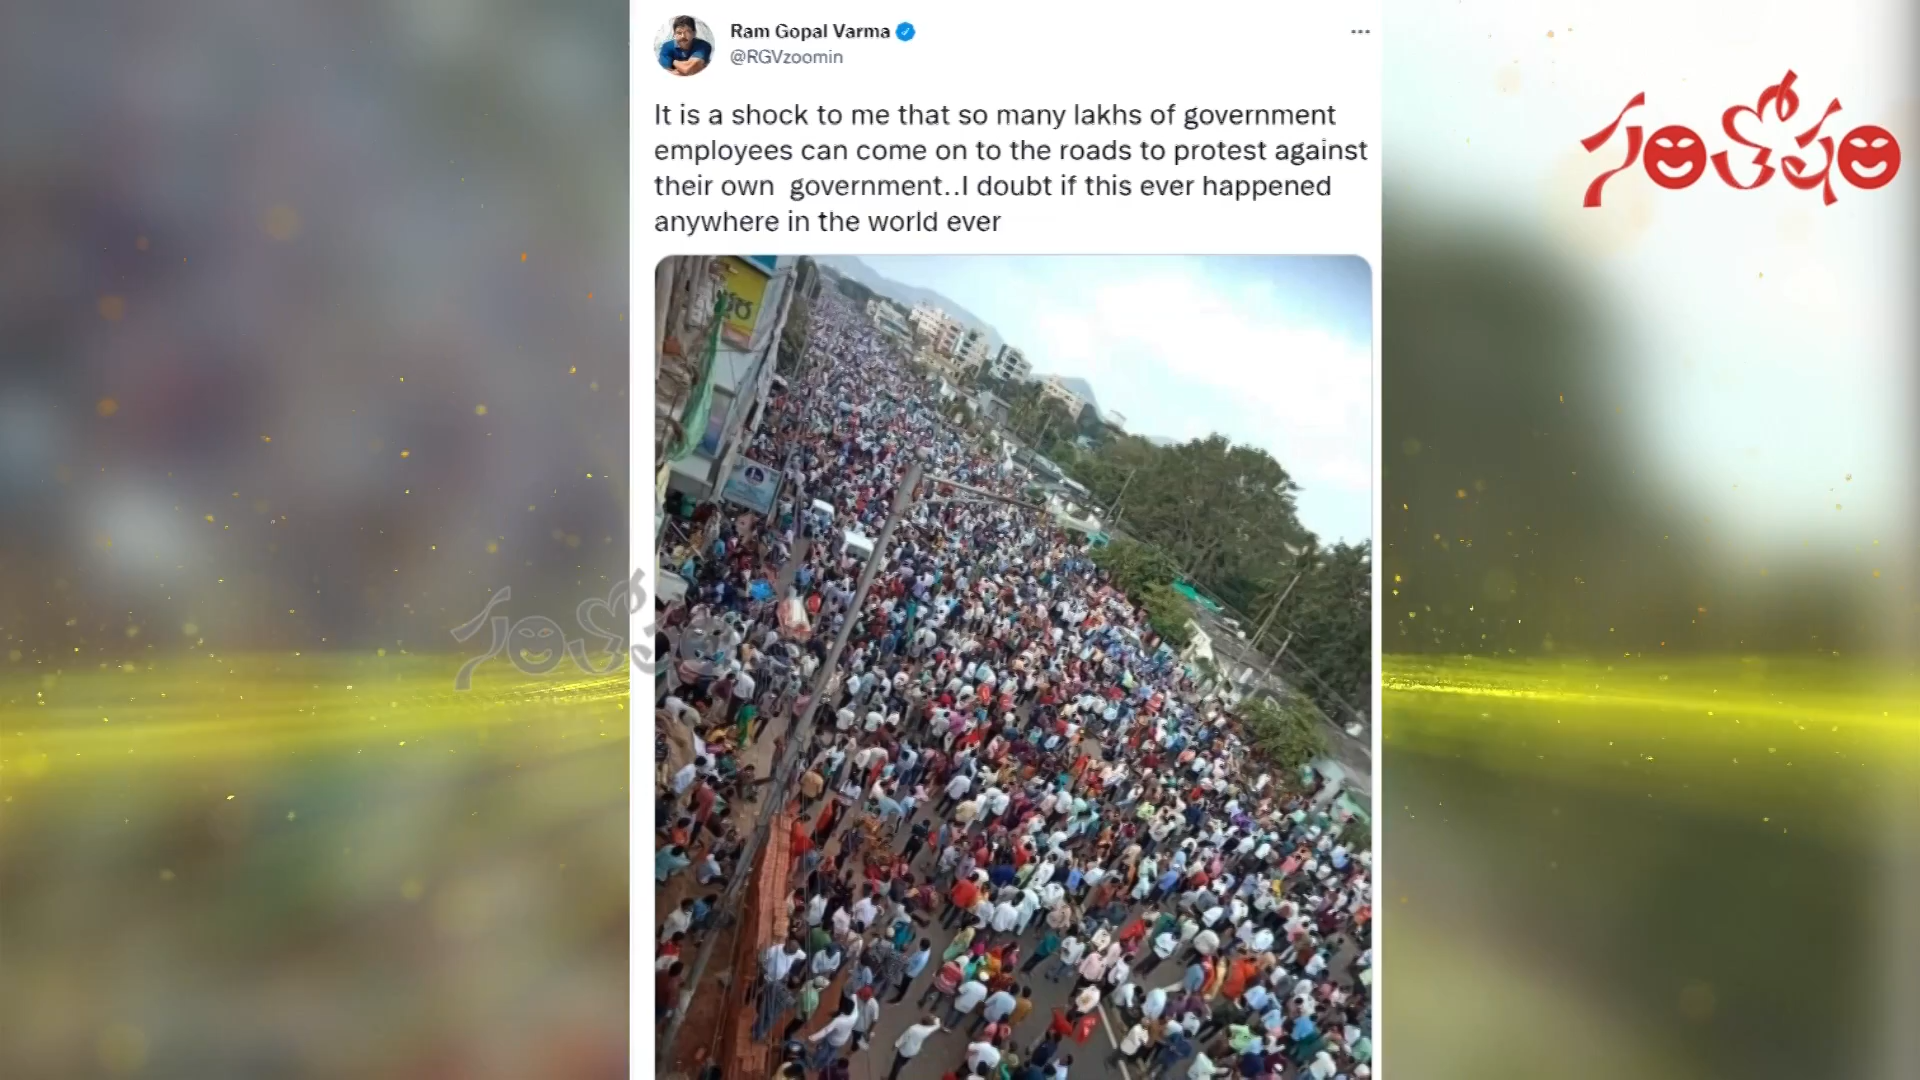 Ram Gopal Varma
@RGVzoomin
సంతోషం
It is a shock to me that so many lakhs of government
employees can come on to the roads to protest against
their own  government..I doubt if this ever happened
anywhere in the world ever
సంతోషం